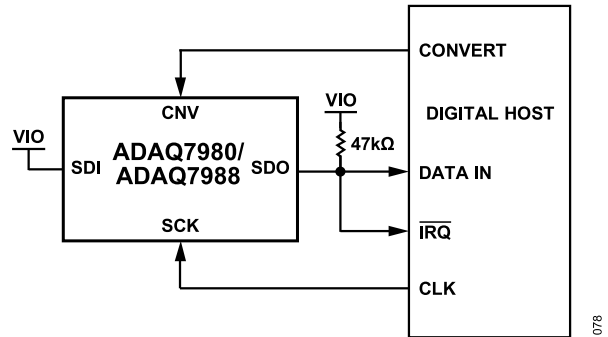 CONVERT
VIO
CNV
DIGITAL HOST
VIO
ADAQ7980/
ADAQ7988
47kΩ
SDI
SDO
DATA IN
SCK
IRQ
CLK
078